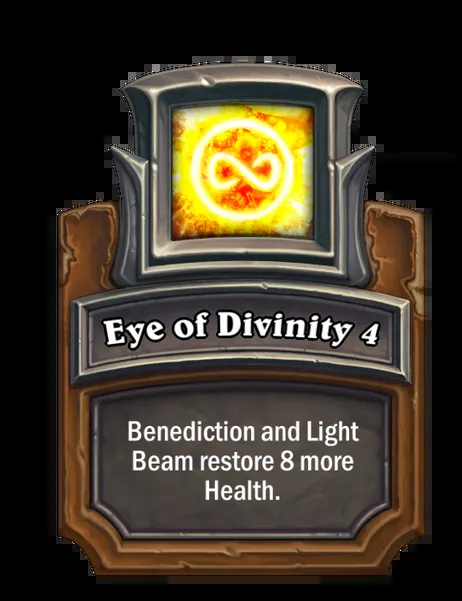 Eye of Divinity 4
Benediction and Light
Beam restore 8 more
Health.